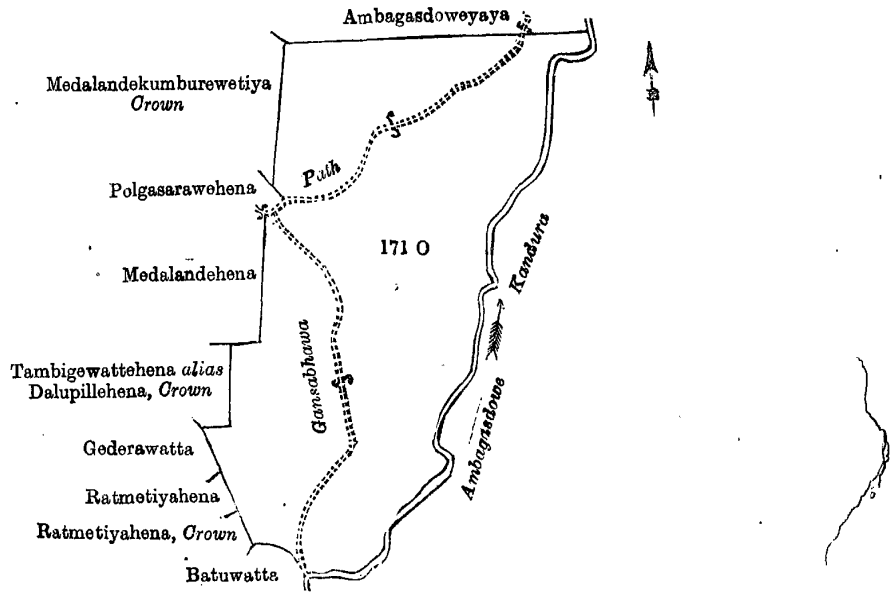 Ambagasdoweyaya
Medalandekumburewetiya
Crown
Path
Polgasarawehena
171 O
Kandura
Medalandehena
Gansabhawa
Tambigewattehena alias
Dalupillehena, Crown
Ambagasdowe
Gederawatta
Ratmetiyahena
Ratmetiyahena, Crown
Batuwatta